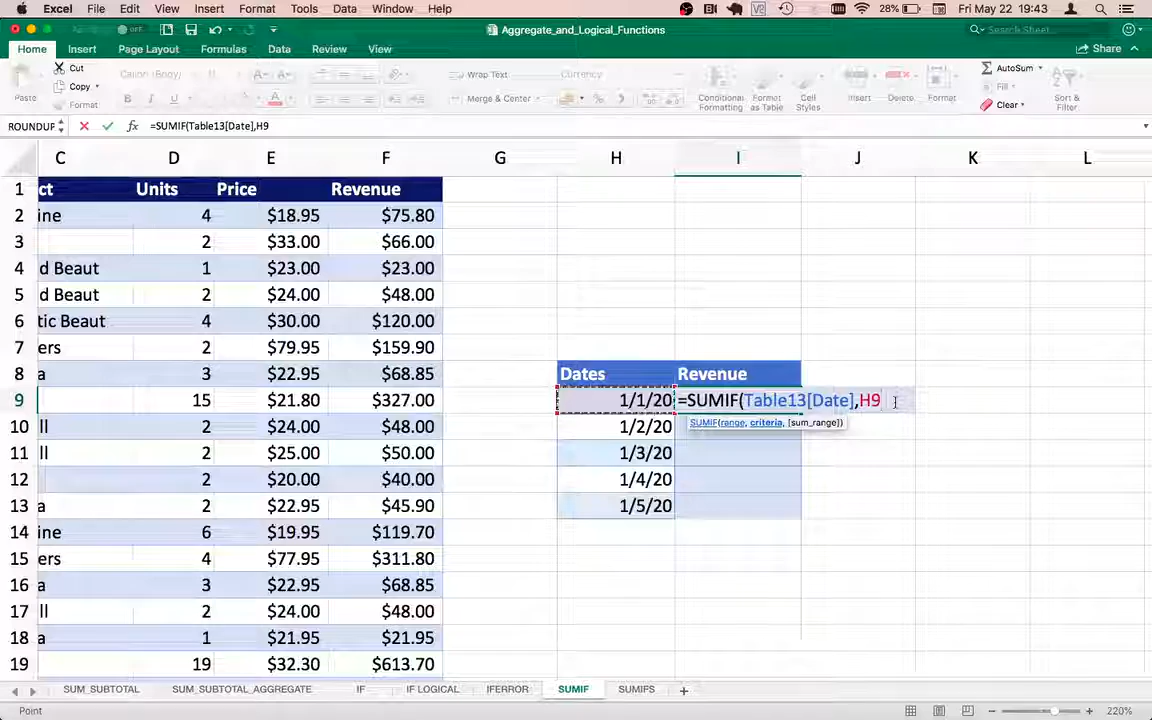 Excel File Edit View Insert Format Tools Data Window Help 28% Fri May 22 19:43
OFF Aggregate_and_Logical_Functions Search Sheet
Home Insert Page Layout Formulas Data Review View Share
Paste Cut Calibri (Body) Wrap Text Currency Conditional Formatting Format as Table Cell Styles Insert Delete Format AutoSum Sort & Filter
Copy Fill
Format Merge & Center Clear
ROUNDUP fx =SUMIF(Table13[Date],H9
C D E F G H I J K L
1 ct Units Price Revenue
2 ine 4 $18.95 $75.80
3 2 $33.00 $66.00
4 d Beaut 1 $23.00 $23.00
5 d Beaut 2 $24.00 $48.00
6 tic Beaut 4 $30.00 $120.00
7 ers 2 $79.95 $159.90
8 a 3 $22.95 $68.85 Dates Revenue
9 15 $21.80 $327.00 1/1/20 =SUMIF(Table13[Date],H9
SUMIF(range, criteria, [sum_range])
10 ll 2 $24.00 $48.00 1/2/20
11 ll 2 $25.00 $50.00 1/3/20
12 2 $20.00 $40.00 1/4/20
13 a 2 $22.95 $45.90 1/5/20
14 ine 6 $19.95 $119.70
15 ers 4 $77.95 $311.80
16 a 3 $22.95 $68.85
17 ll 2 $24.00 $48.00
18 a 1 $21.95 $21.95
19 19 $32.30 $613.70
SUM_SUBTOTAL SUM_SUBTOTAL_AGGREGATE IF IF LOGICAL IFERROR SUMIF SUMIFS
Point 220%